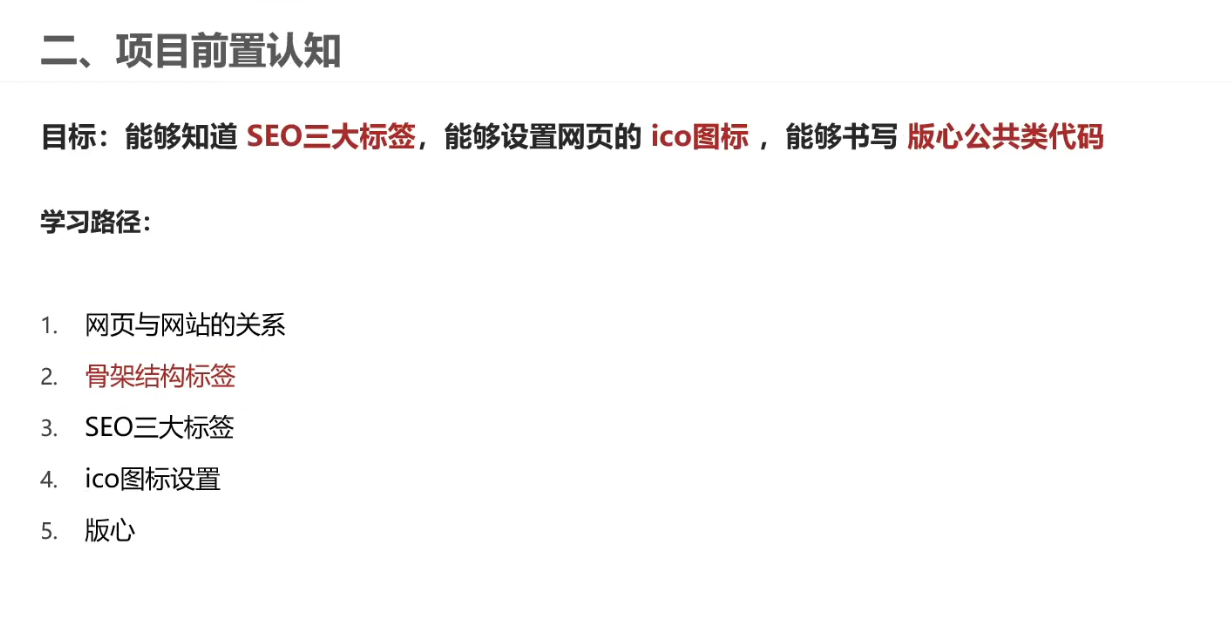 二、项目前置认知
目标：能够知道 SEO三大标签，能够设置网页的 ico图标 ，能够书写 版心公共类代码
学习路径：
1. 网页与网站的关系
2. 骨架结构标签
3. SEO三大标签
4. ico图标设置
5. 版心